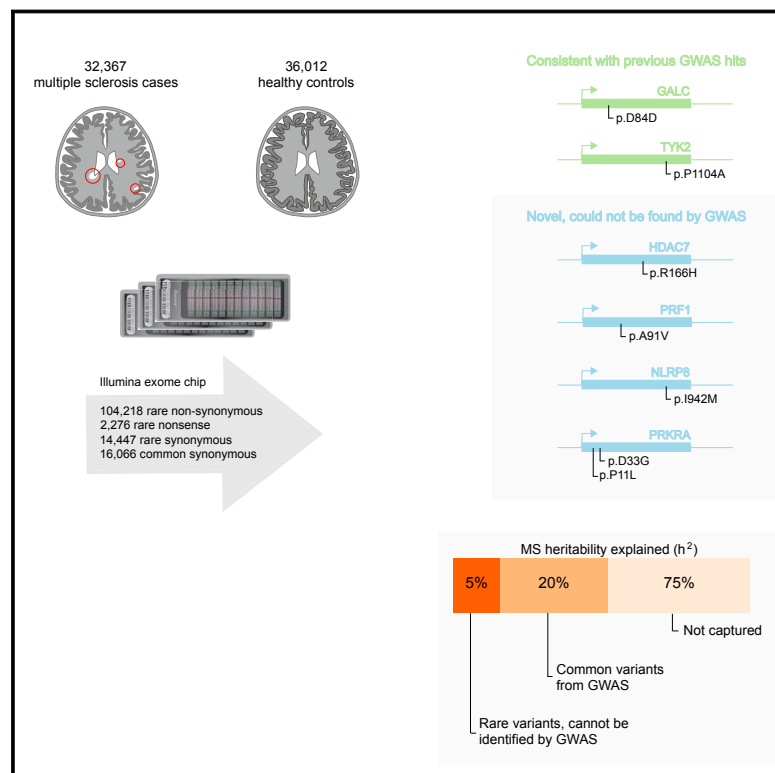 32,367
multiple sclerosis cases
36,012
healthy controls
Illumina exome chip
104,218 rare non-synonymous
2,276 rare nonsense
14,447 rare synonymous
16,066 common synonymous
Consistent with previous GWAS hits
GALC
p.D84D
TYK2
p.P1104A
Novel, could not be found by GWAS
HDAC7
p.R166H
PRF1
p.A91V
NLRP8
p.I942M
PRKRA
p.D33G
p.P11L
MS heritability explained (h²)
5%
20%
75%
Not captured
Common variants
from GWAS
Rare variants, cannot be
identified by GWAS